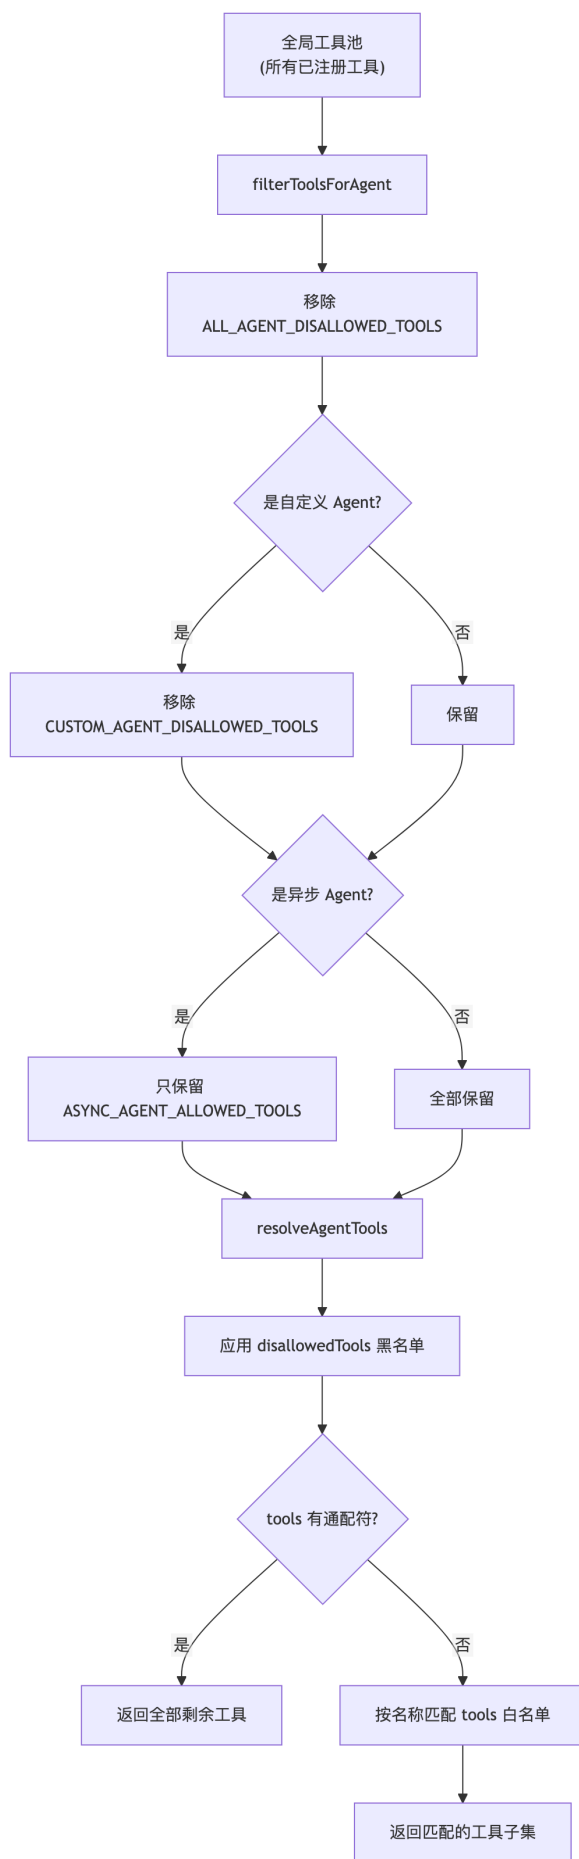 全局工具池
(所有已注册工具)
filterToolsForAgent
移除
ALL_AGENT_DISALLOWED_TOOLS
是自定义 Agent?
是
否
移除
CUSTOM_AGENT_DISALLOWED_TOOLS
保留
是异步 Agent?
是
否
只保留
ASYNC_AGENT_ALLOWED_TOOLS
全部保留
resolveAgentTools
应用 disallowedTools 黑名单
tools 有通配符?
是
否
返回全部剩余工具
按名称匹配 tools 白名单
返回匹配的工具子集